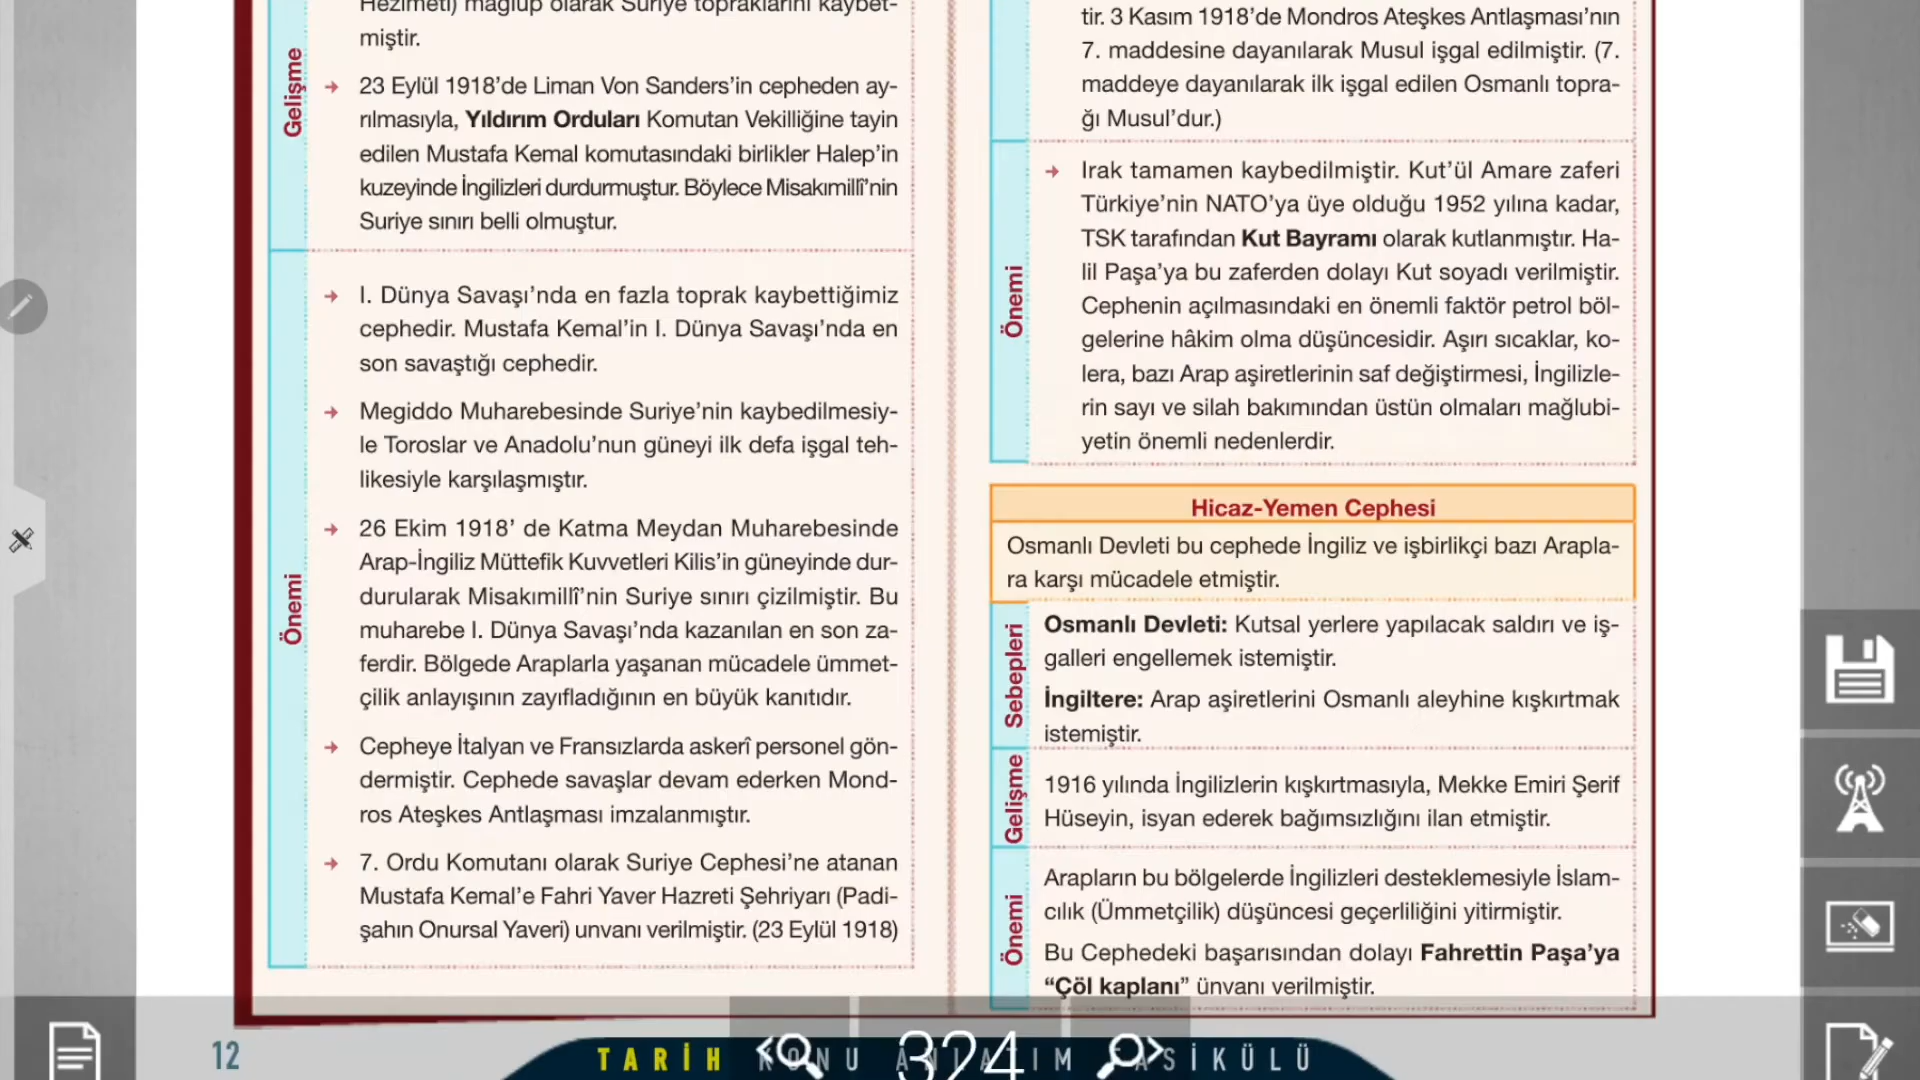 Hezimeti) mağlup olarak Suriye topraklarını kaybet-
miştir.
Gelişme
23 Eylül 1918’de Liman Von Sanders’in cepheden ay-
rılmasıyla, Yıldırım Orduları Komutan Vekilliğine tayin
edilen Mustafa Kemal komutasındaki birlikler Halep’in
kuzeyinde İngilizleri durdurmuştur. Böylece Misakımillî’nin
Suriye sınırı belli olmuştur.
Önemi
I. Dünya Savaşı’nda en fazla toprak kaybettiğimiz
cephedir. Mustafa Kemal’in I. Dünya Savaşı’nda en
son savaştığı cephedir.
Megiddo Muharebesinde Suriye’nin kaybedilmesiy-
le Toroslar ve Anadolu’nun güneyi ilk defa işgal teh-
likesiyle karşılaşmıştır.
26 Ekim 1918’ de Katma Meydan Muharebesinde
Arap-İngiliz Müttefik Kuvvetleri Kilis’in güneyinde dur-
durularak Misakımillî’nin Suriye sınırı çizilmiştir. Bu
muharebe I. Dünya Savaşı’nda kazanılan en son za-
ferdir. Bölgede Araplarla yaşanan mücadele ümmet-
çilik anlayışının zayıfladığının en büyük kanıtıdır.
Cepheye İtalyan ve Fransızlarda askerî personel gön-
dermiştir. Cephede savaşlar devam ederken Mond-
ros Ateşkes Antlaşması imzalanmıştır.
7. Ordu Komutanı olarak Suriye Cephesi’ne atanan
Mustafa Kemal’e Fahri Yaver Hazreti Şehriyarı (Padi-
şahın Onursal Yaveri) unvanı verilmiştir. (23 Eylül 1918)
tir. 3 Kasım 1918’de Mondros Ateşkes Antlaşması’nın
7. maddesine dayanılarak Musul işgal edilmiştir. (7.
maddeye dayanılarak ilk işgal edilen Osmanlı topra-
ğı Musul’dur.)
Önemi
Irak tamamen kaybedilmiştir. Kut’ül Amare zaferi
Türkiye’nin NATO’ya üye olduğu 1952 yılına kadar,
TSK tarafından Kut Bayramı olarak kutlanmıştır. Ha-
lil Paşa’ya bu zaferden dolayı Kut soyadı verilmiştir.
Cephenin açılmasındaki en önemli faktör petrol böl-
gelerine hâkim olma düşüncesidir. Aşırı sıcaklar, ko-
lera, bazı Arap aşiretlerinin saf değiştirmesi, İngilizle-
rin sayı ve silah bakımından üstün olmaları mağlubi-
yetin önemli nedenlerdir.
Hicaz-Yemen Cephesi
Osmanlı Devleti bu cephede İngiliz ve işbirlikçi bazı Arapla-
ra karşı mücadele etmiştir.
Sebepleri
Osmanlı Devleti: Kutsal yerlere yapılacak saldırı ve iş-
galleri engellemek istemiştir.
İngiltere: Arap aşiretlerini Osmanlı aleyhine kışkırtmak
istemiştir.
Gelişme
1916 yılında İngilizlerin kışkırtmasıyla, Mekke Emiri Şerif
Hüseyin, isyan ederek bağımsızlığını ilan etmiştir.
Önemi
Arapların bu bölgelerde İngilizleri desteklemesiyle İslam-
cılık (Ümmetçilik) düşüncesi geçerliliğini yitirmiştir.
Bu Cephedeki başarısından dolayı Fahrettin Paşa’ya
“Çöl kaplanı” ünvanı verilmiştir.
12
TARİH KONU ANLATIM FASİKÜLÜ
324